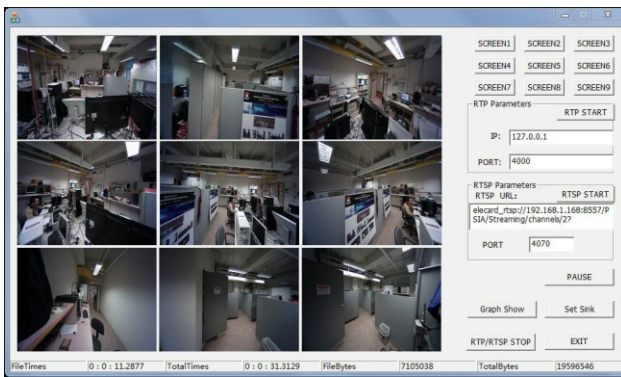 SCREEN1 SCREEN2 SCREEN3
SCREEN4 SCREEN5 SCREEN6
SCREEN7 SCREEN8 SCREEN9
RTP Parameters
RTP START
IP: 127.0.0.1
PORT: 4000
RTSP Parameters
RTSP URL: RTSP START
elecard_rtsp://192.168.1.168:8557/P
SIA/Streaming/channels/2?
PORT 4070
PAUSE
Graph Show Set Sink
RTP/RTSP STOP EXIT
FileTimes 0 : 0 : 11.2877 TotalTimes 0 : 0 : 31.3129 FileBytes 7105038 TotalBytes 19596546